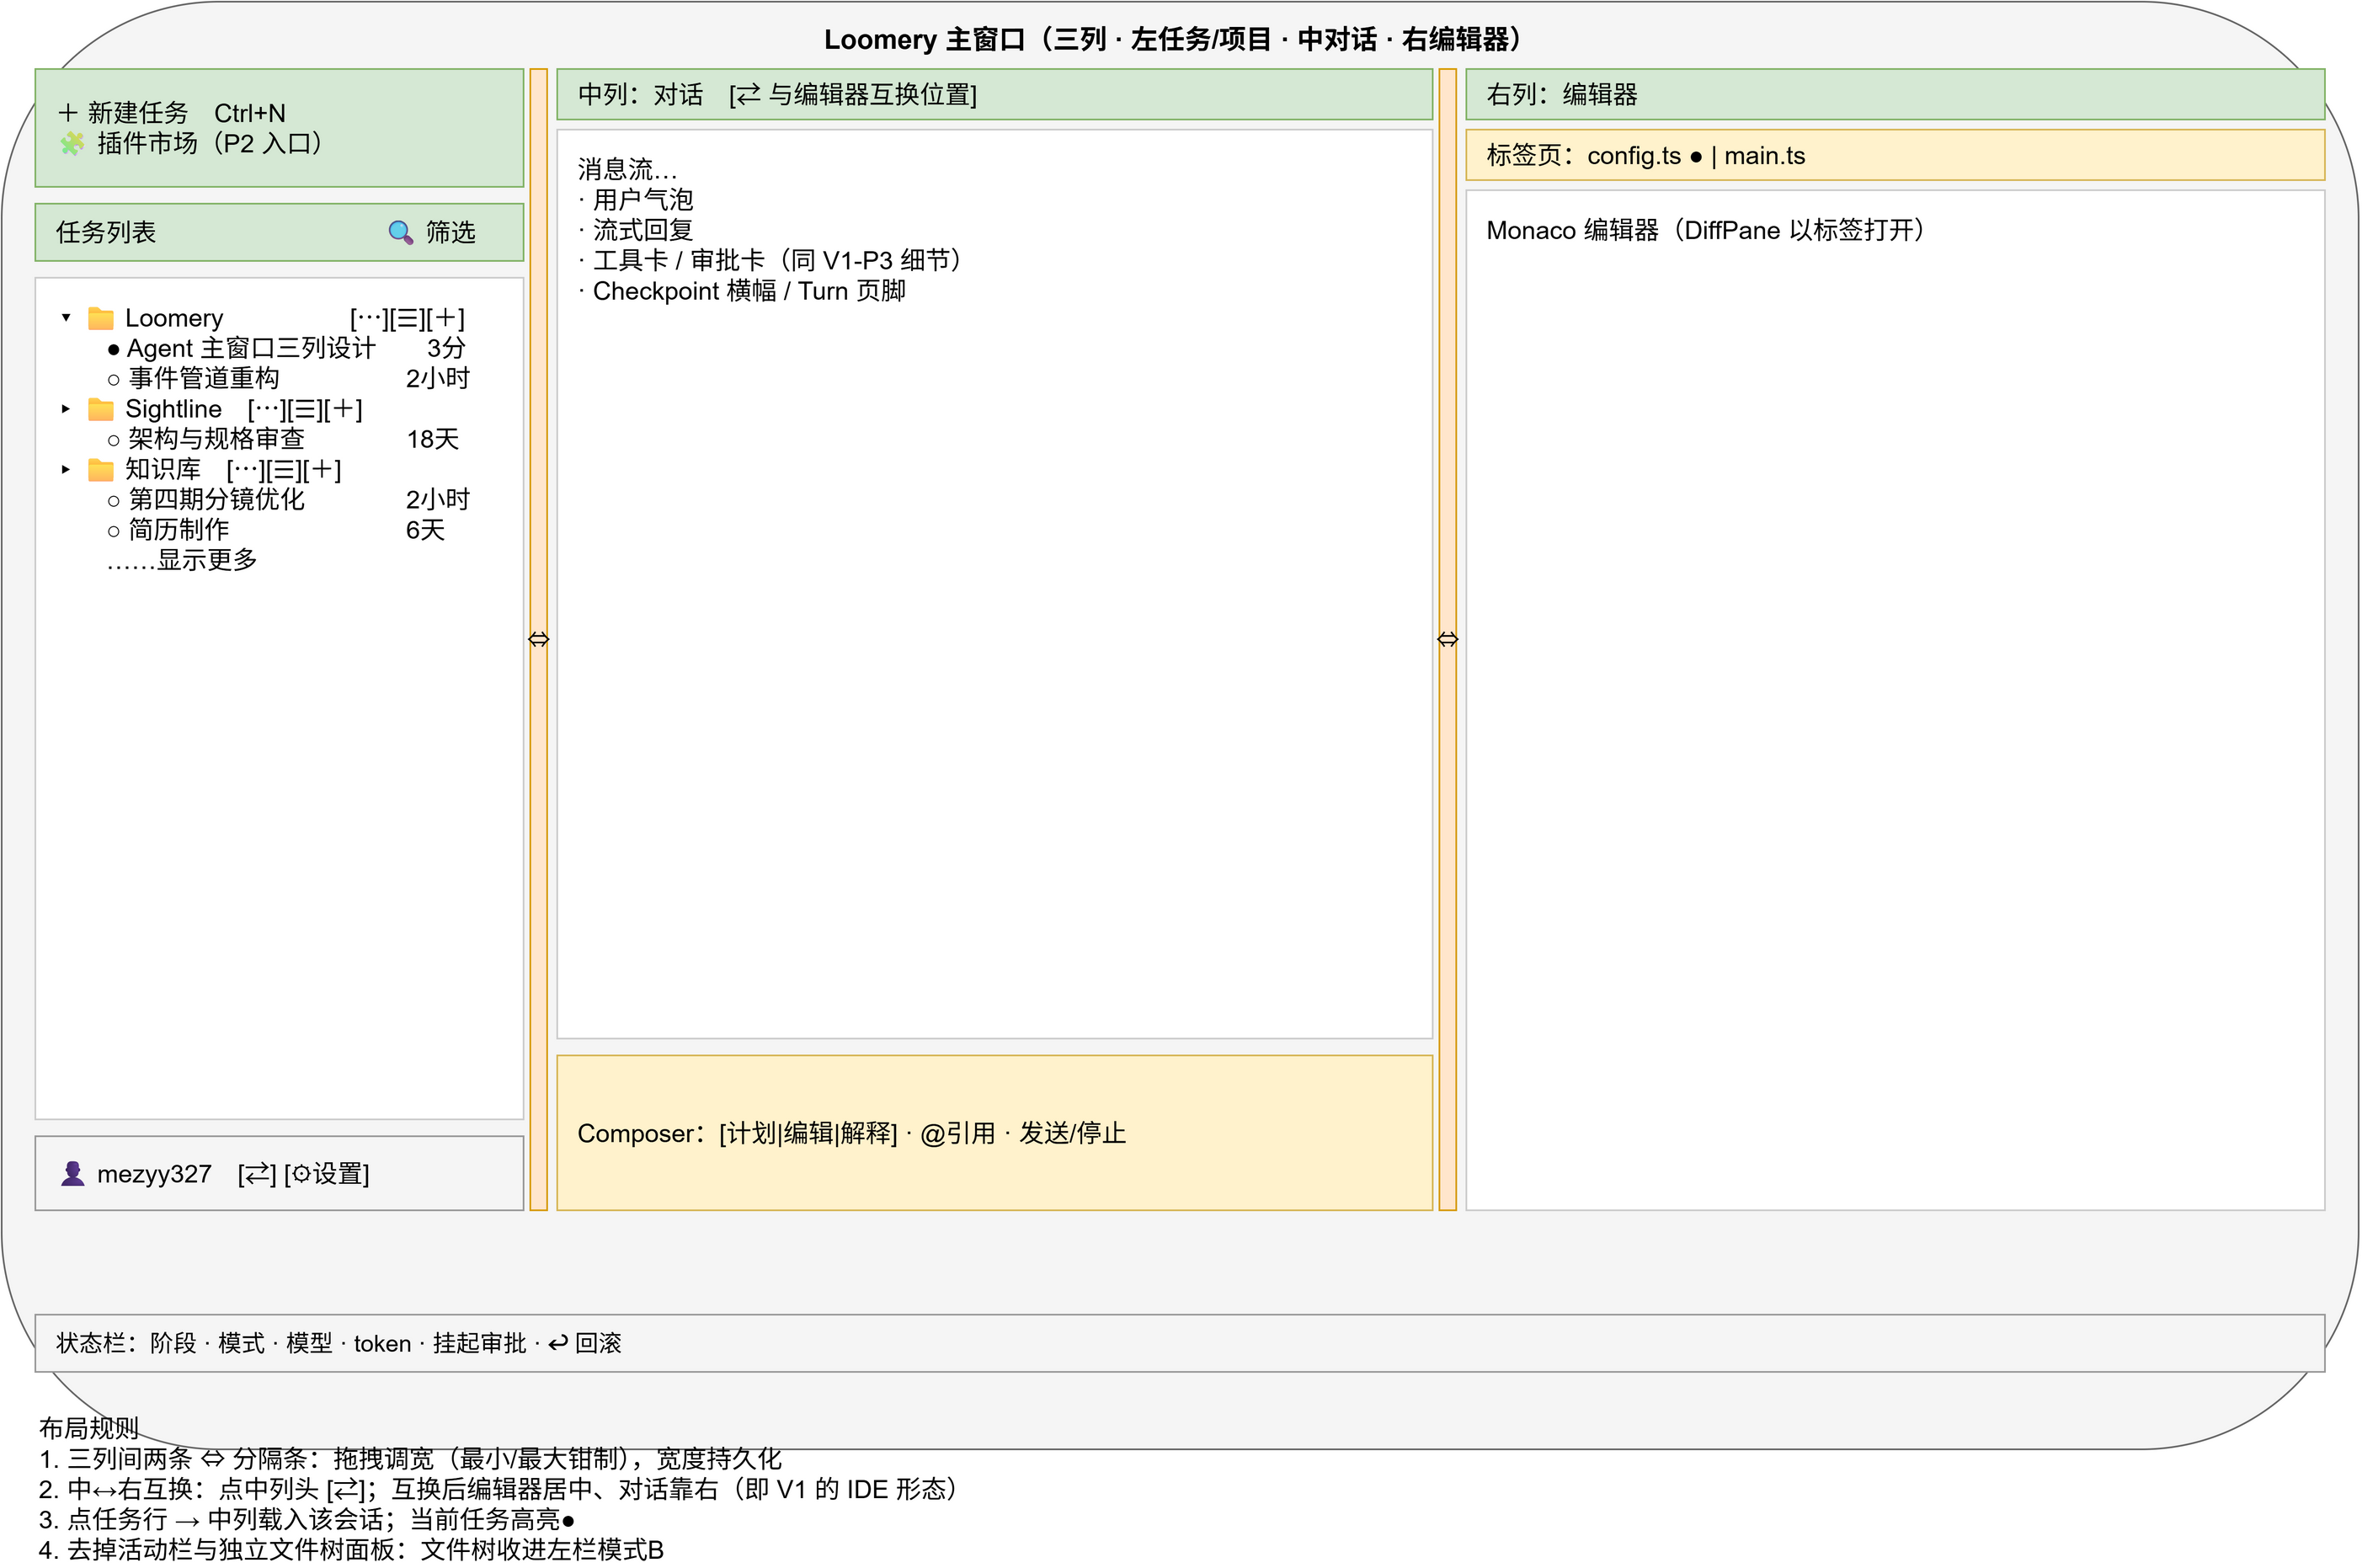 Loomery 主窗口（三列 · 左任务/项目 · 中对话 · 右编辑器）
＋ 新建任务 Ctrl+N
🧩 插件市场（P2 入口）
任务列表 🔍 筛选
▾ 📁 Loomery [⋯][☰][＋]
● Agent 主窗口三列设计 3分
○ 事件管道重构 2小时
▸ 📁 Sightline [⋯][☰][＋]
○ 架构与规格审查 18天
▸ 📁 知识库 [⋯][☰][＋]
○ 第四期分镜优化 2小时
○ 简历制作 6天
……显示更多
👤 mezyy327 [⇄] [⚙设置]
⬄
中列：对话 [⇄ 与编辑器互换位置]
消息流…
· 用户气泡
· 流式回复
· 工具卡 / 审批卡（同 V1-P3 细节）
· Checkpoint 横幅 / Turn 页脚
Composer：[计划|编辑|解释] · @引用 · 发送/停止
⬄
右列：编辑器
标签页：config.ts ● | main.ts
Monaco 编辑器（DiffPane 以标签打开）
状态栏：阶段 · 模式 · 模型 · token · 挂起审批 · ↩ 回滚
布局规则
1. 三列间两条 ⬄ 分隔条：拖拽调宽（最小/最大钳制），宽度持久化
2. 中↔右互换：点中列头 [⇄]；互换后编辑器居中、对话靠右（即 V1 的 IDE 形态）
3. 点任务行 → 中列载入该会话；当前任务高亮●
4. 去掉活动栏与独立文件树面板：文件树收进左栏模式B